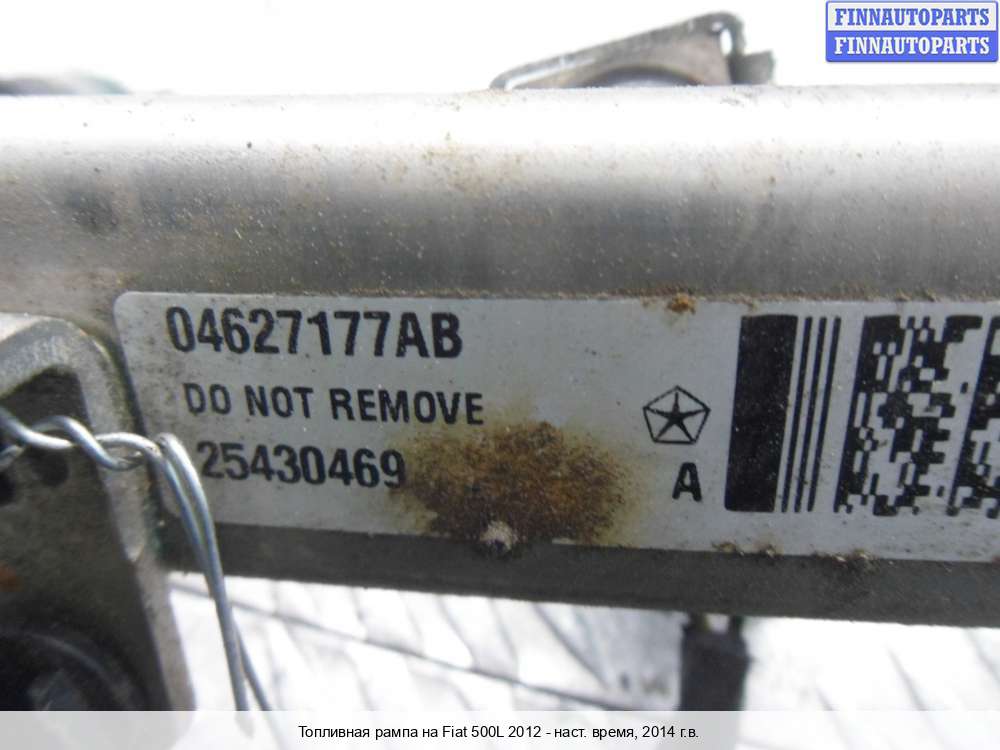 FINNAUTOPARTS
FINNAUTOPARTS
04627177AB
DO NOT REMOVE
25430469
A
Топливная рампа на Fiat 500L 2012 - наст. время, 2014 г.в.